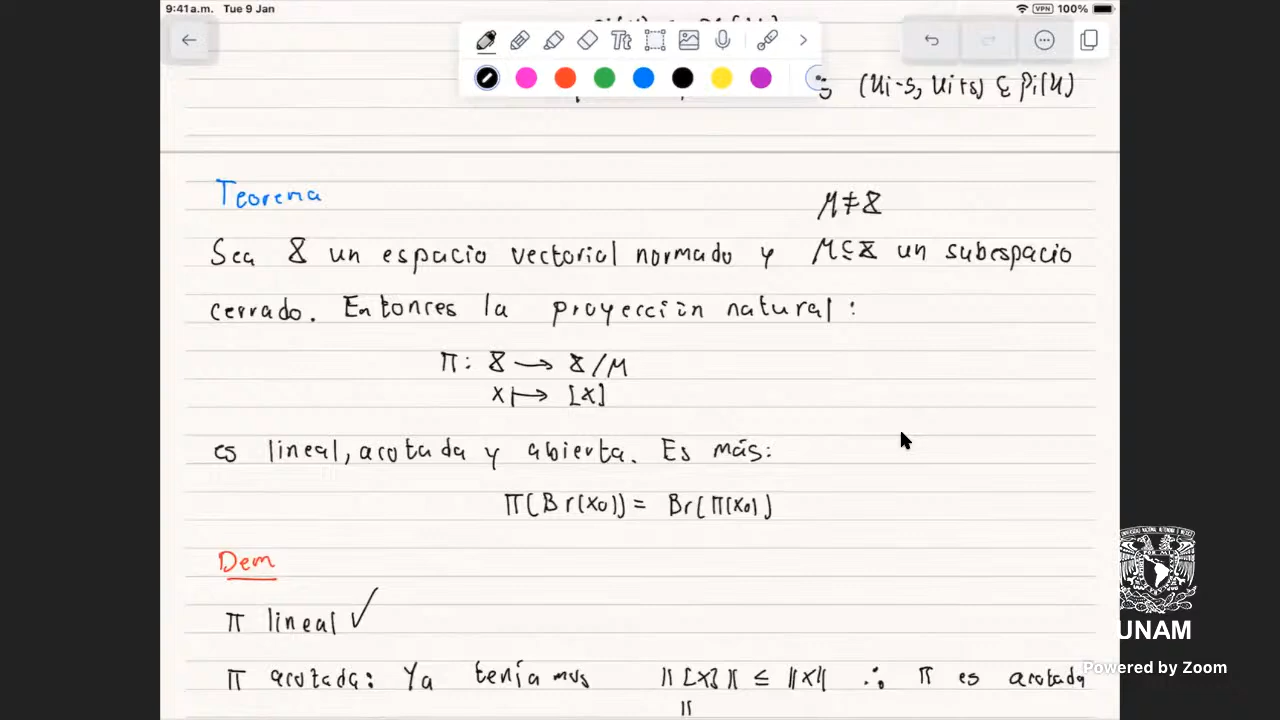 9:41a.m. Tue 9 Jan
VPN 100%
Tt
(Ui-s, Ui+s) ⊆ Pi(U)
Teorema
M≠X
Sea X un espacio vectorial normado y M⊆X un subespacio
cerrado. Entonces la proyección natural:
π: X → X/M
x ↦ [x]
es lineal, acotada y abierta. Es más:
π(Br(x0)) = Br(π(x0))
Dem
π lineal ✓
π acotada: Ya teníamos ||[x]|| ≤ ||x|| ∴ π es acotada
UNAM
Powered by Zoom